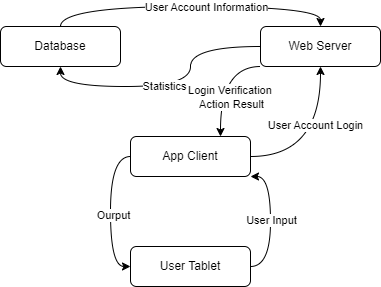 User Account Information
Database
Web Server
Statistics
Login Verification
Action Result
User Account Login
App Client
Ourput
User Input
User Tablet